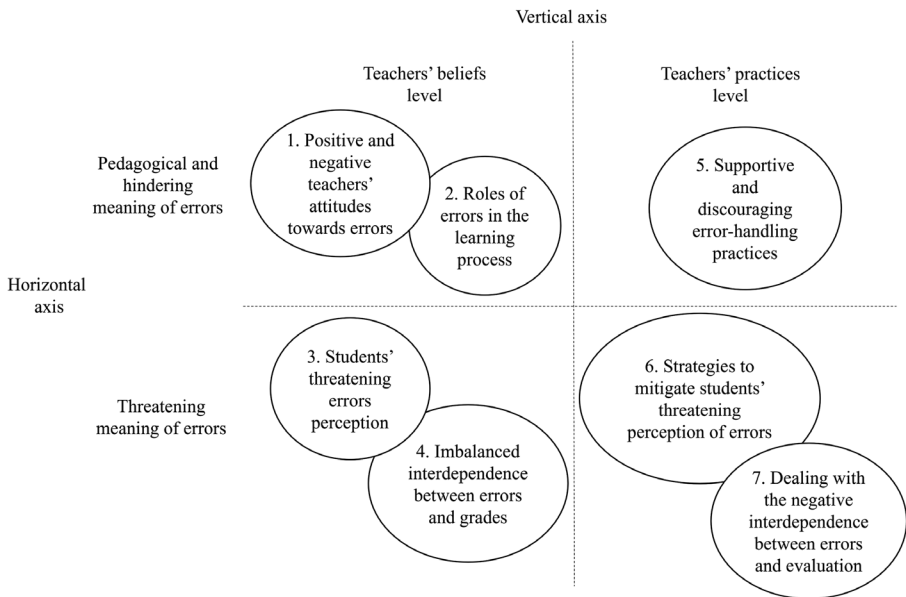 Vertical axis
Teachers’ beliefs
level
Teachers’ practices
level
Pedagogical and
hindering
meaning of errors
1. Positive and
negative
teachers’
attitudes
towards errors
2. Roles of
errors in the
learning
process
5. Supportive
and
discouraging
error-handling
practices
Horizontal
axis
Threatening
meaning of errors
3. Students’
threatening
errors
perception
4. Imbalanced
interdependence
between errors
and grades
6. Strategies to
mitigate students’
threatening
perception of errors
7. Dealing with
the negative
interdependence
between errors
and evaluation